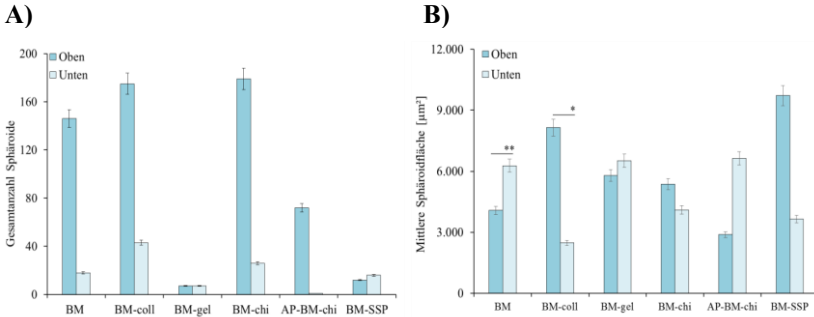 A)
B)
200
160
120
80
40
0
Gesamtanzahl Sphäroide
Oben
Unten
BM
BM-coll
BM-gel
BM-chi
AP-BM-chi
BM-SSP
12.000
9.000
6.000
3.000
0.000
Mittlere Sphäroidfläche [µm²]
Oben
Unten
**
*
BM
BM-coll
BM-gel
BM-chi
AP-BM-chi
BM-SSP